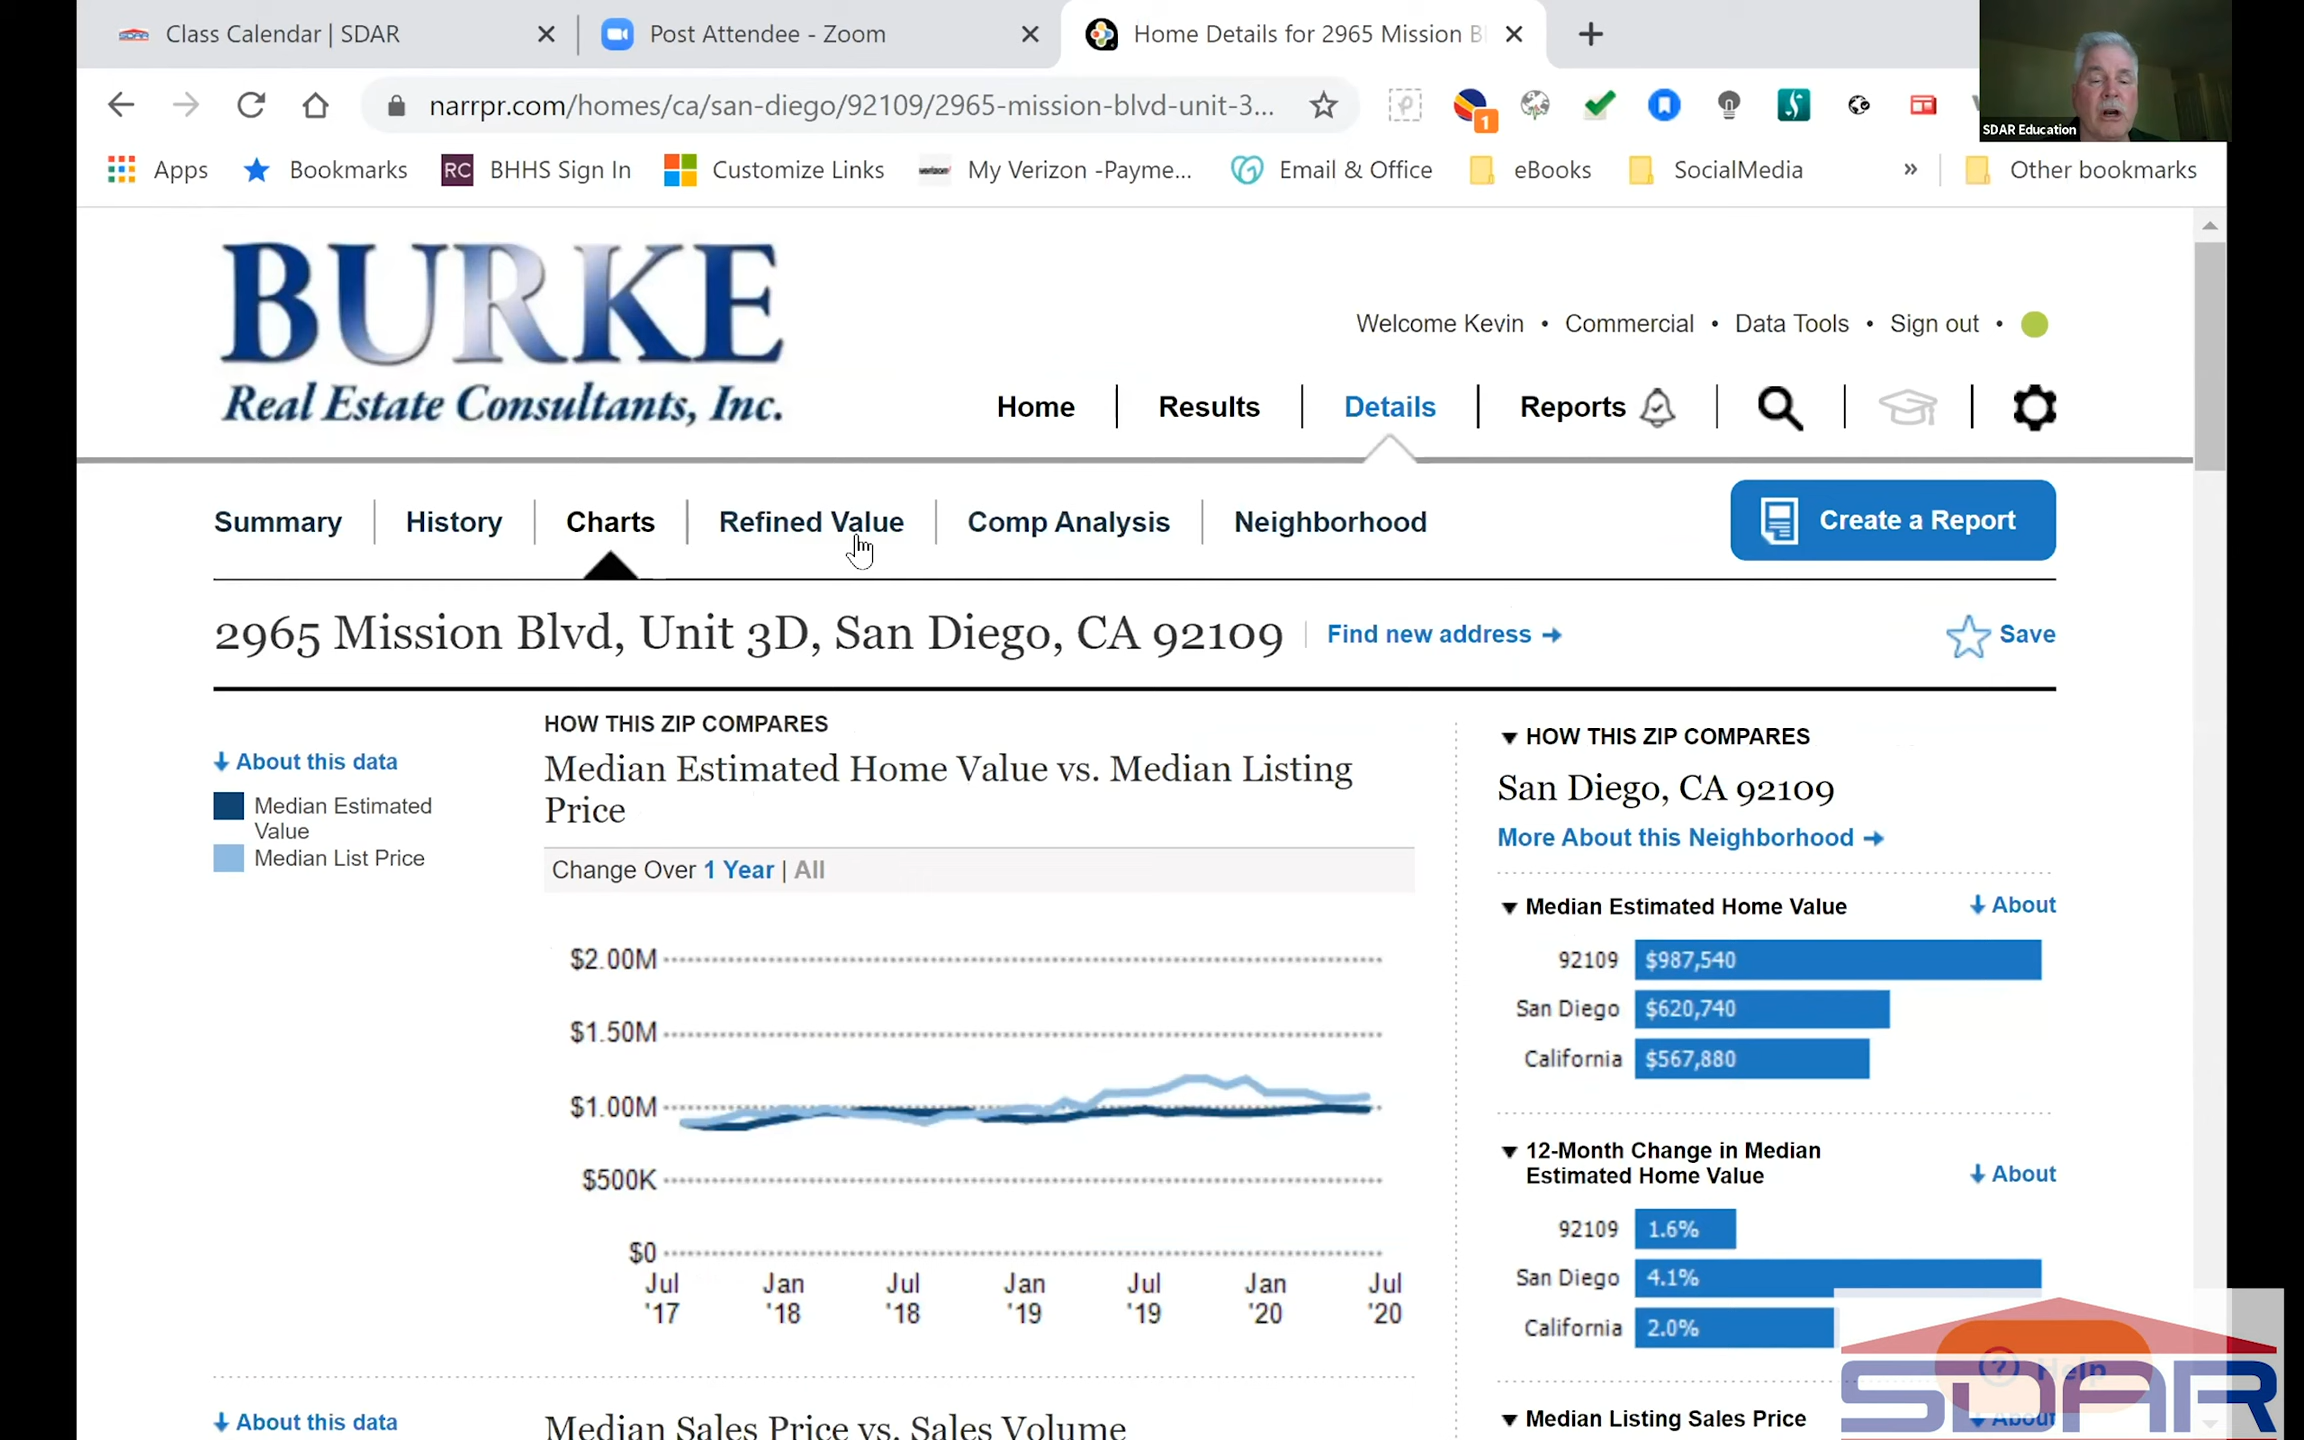 Class Calendar | SDAR
Post Attendee - Zoom
Home Details for 2965 Mission B
SDAR Education
narrpr.com/homes/ca/san-diego/92109/2965-mission-blvd-unit-3...
1
Apps
Bookmarks
RC
BHHS Sign In
Customize Links
My Verizon -Payme...
Email & Office
eBooks
SocialMedia
»
Other bookmarks
BURKE
Real Estate Consultants, Inc.
Welcome Kevin • Commercial • Data Tools • Sign out •
Home
Results
Details
Reports
Summary
History
Charts
Refined Value
Comp Analysis
Neighborhood
Create a Report
2965 Mission Blvd, Unit 3D, San Diego, CA 92109
Find new address
Save
About this data
Median Estimated
Value
Median List Price
HOW THIS ZIP COMPARES
Median Estimated Home Value vs. Median Listing
Price
Change Over 1 Year | All
$2.00M
$1.50M
$1.00M
$500K
$0
Jul Jan Jul Jan Jul Jan Jul
'17 '18 '18 '19 '19 '20 '20
About this data
Median Sales Price vs. Sales Volume
HOW THIS ZIP COMPARES
San Diego, CA 92109
More About this Neighborhood
Median Estimated Home Value
About
92109 $987,540
San Diego $620,740
California $567,880
12-Month Change in Median
Estimated Home Value
About
92109 1.6%
San Diego 4.1%
California 2.0%
Help
Median Listing Sales Price
About
SDAR